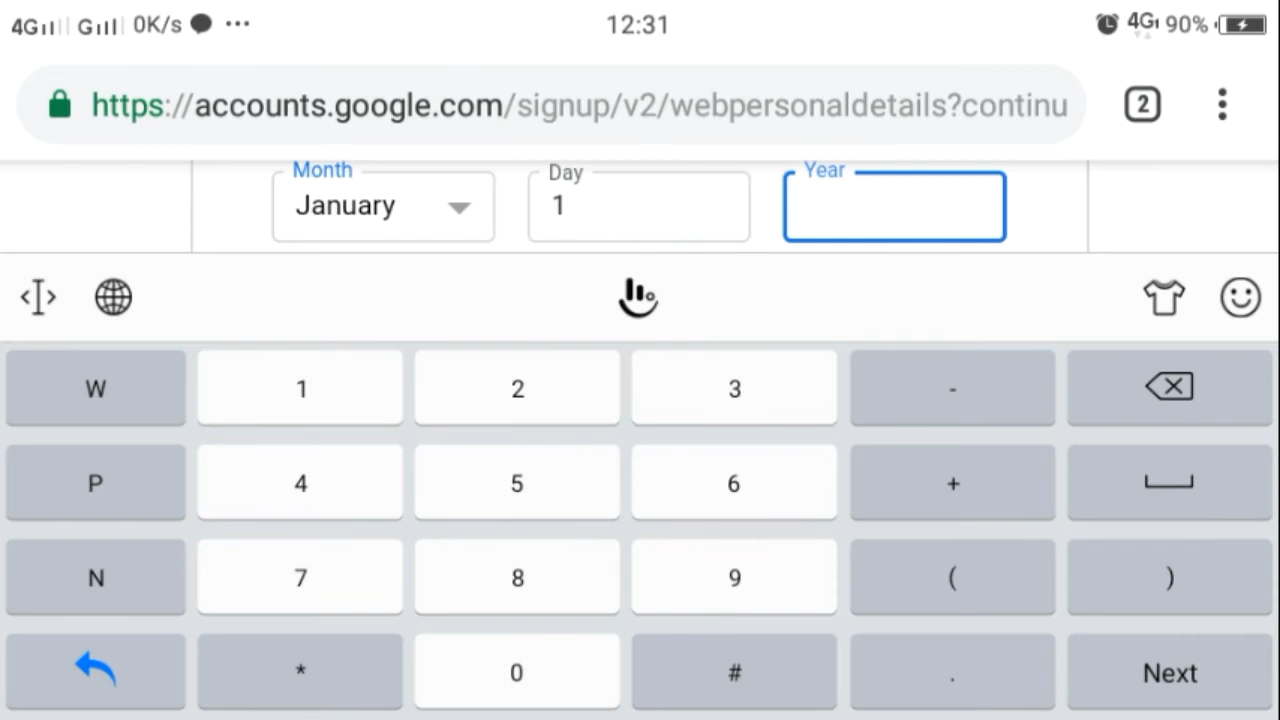 4G G 0K/s ... 12:31 4G 90%
https://accounts.google.com/signup/v2/webpersonaldetails?continu 2
Month Day Year
January 1
W 1 2 3 -
P 4 5 6 +
N 7 8 9 ( )
* 0 # . Next